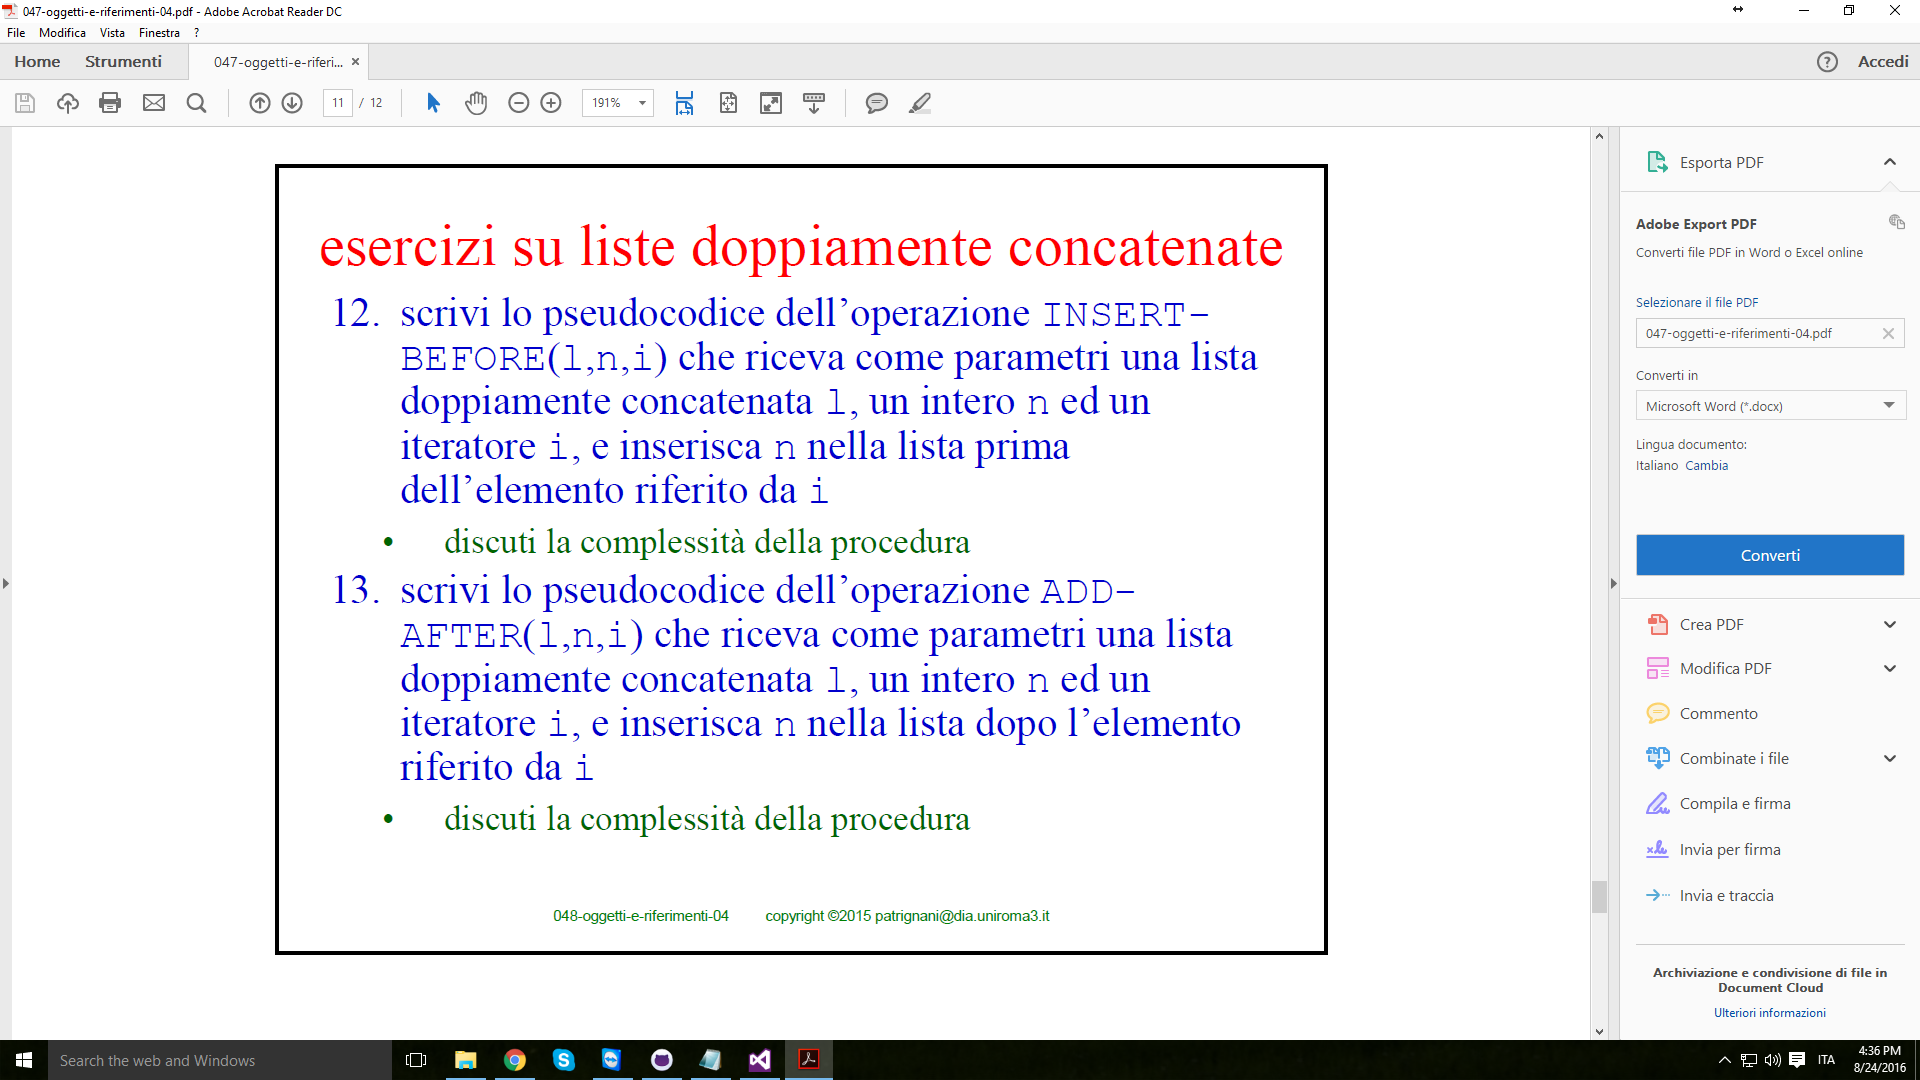 047-oggetti-e-riferimenti-04.pdf - Adobe Acrobat Reader DC
File Modifica Vista Finestra ?
Home Strumenti 047-oggetti-e-riferi... × ? Accedi
11 / 12 191%
esercizi su liste doppiamente concatenate
12. scrivi lo pseudocodice dell’operazione INSERT-
BEFORE(l,n,i) che riceva come parametri una lista
doppiamente concatenata l, un intero n ed un
iteratore i, e inserisca n nella lista prima
dell’elemento riferito da i
• discuti la complessità della procedura
13. scrivi lo pseudocodice dell’operazione ADD-
AFTER(l,n,i) che riceva come parametri una lista
doppiamente concatenata l, un intero n ed un
iteratore i, e inserisca n nella lista dopo l’elemento
riferito da i
• discuti la complessità della procedura
048-oggetti-e-riferimenti-04 copyright ©2015 patrignani@dia.uniroma3.it
Esporta PDF
Adobe Export PDF
Converti file PDF in Word o Excel online
Selezionare il file PDF
047-oggetti-e-riferimenti-04.pdf
Converti in
Microsoft Word (*.docx)
Lingua documento:
Italiano Cambia
Converti
Crea PDF
Modifica PDF
Commento
Combinate i file
Compila e firma
Invia per firma
Invia e traccia
Archiviazione e condivisione di file in
Document Cloud
Ulteriori informazioni
Search the web and Windows
ITA
4:36 PM
8/24/2016